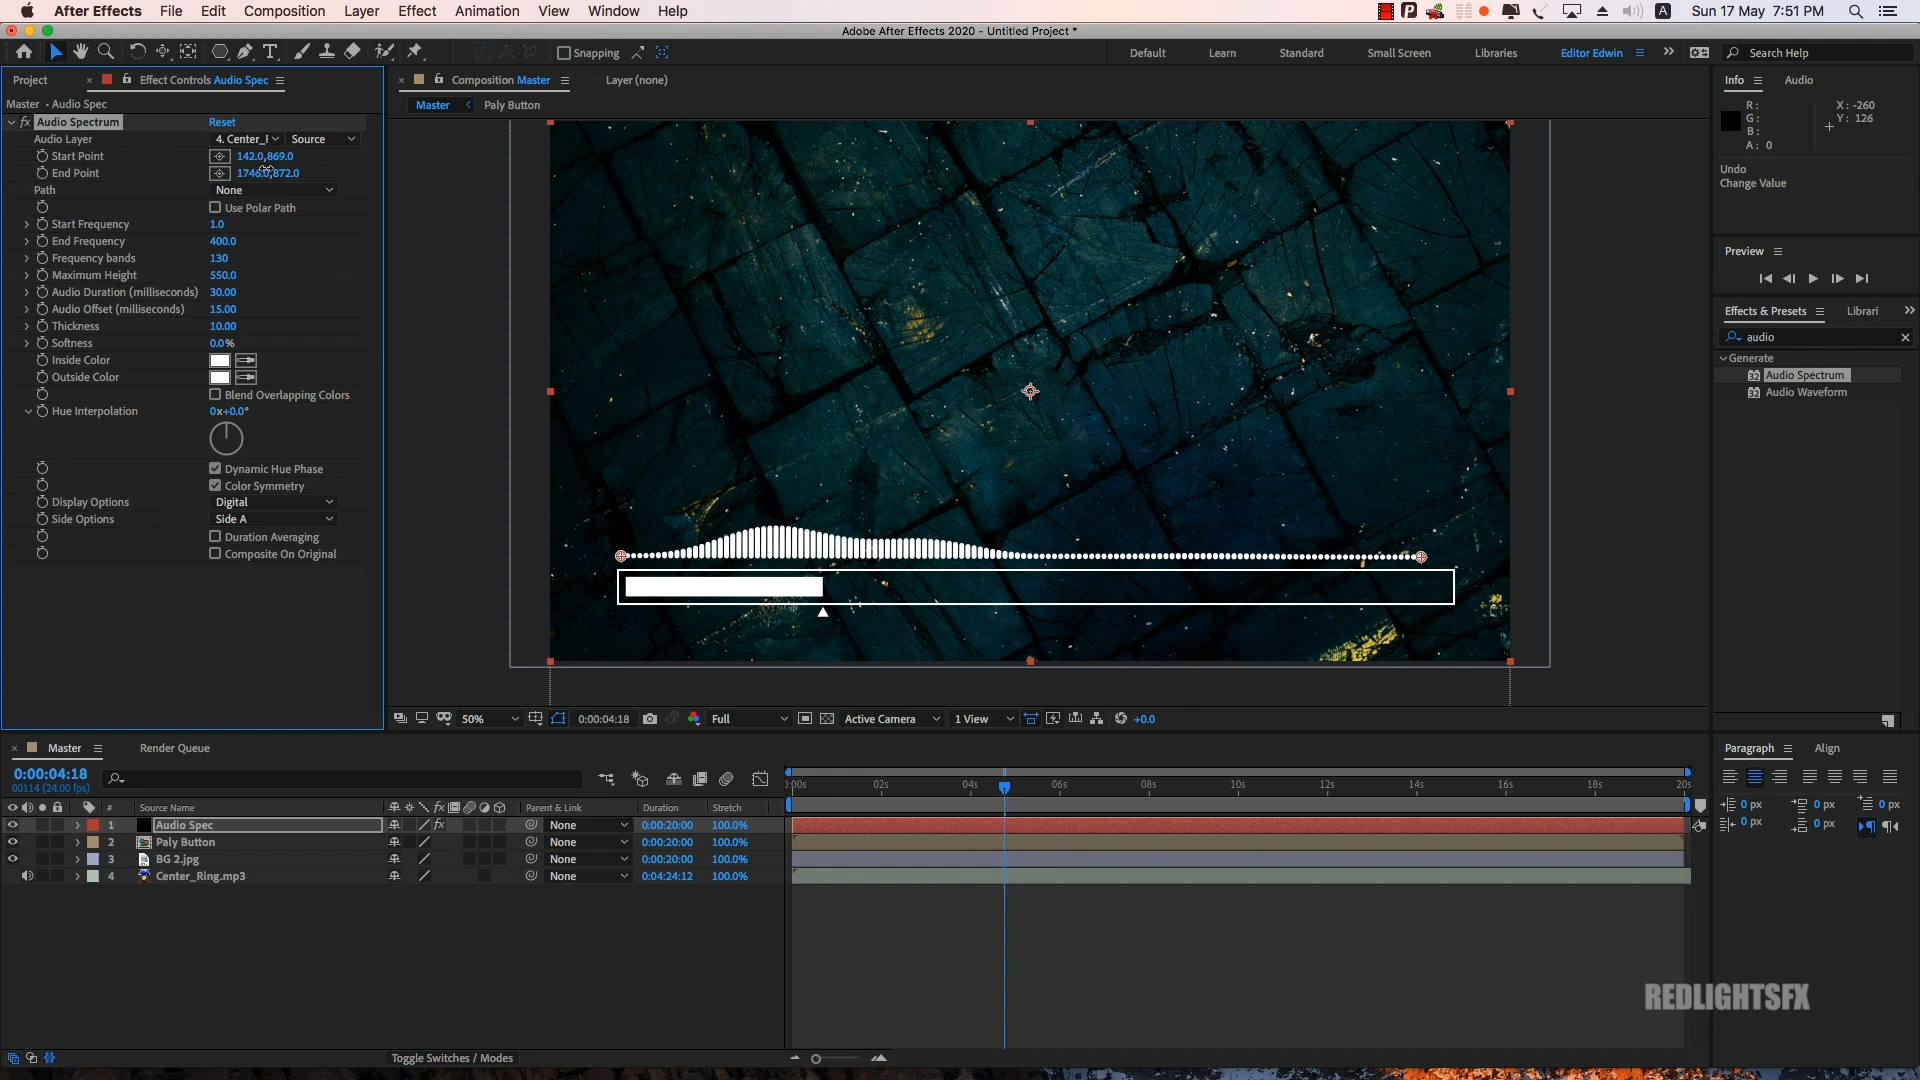 After Effects File Edit Composition Layer Effect Animation View Window Help
Sun 17 May 7:51 PM
Adobe After Effects 2020 - Untitled Project *
Snapping
Default Learn Standard Small Screen Libraries Editor Edwin
Search Help
Project Effect Controls Audio Spec
Composition Master Layer (none)
Info Audio
Master Paly Button
Master • Audio Spec
fx Audio Spectrum Reset
Audio Layer 4. Center_I Source
Start Point 142.0,869.0
End Point 1746.0,872.0
Path None
Use Polar Path
Start Frequency 1.0
End Frequency 400.0
Frequency bands 130
Maximum Height 550.0
Audio Duration (milliseconds) 30.00
Audio Offset (milliseconds) 15.00
Thickness 10.00
Softness 0.0%
Inside Color
Outside Color
Blend Overlapping Colors
Hue Interpolation 0x+0.0°
Dynamic Hue Phase
Color Symmetry
Display Options Digital
Side Options Side A
Duration Averaging
Composite On Original
R: X: -260
G: Y: 126
B:
A: 0
Undo
Change Value
Preview
Effects & Presets Librari
audio
Generate
32 Audio Spectrum
32 Audio Waveform
50% 0:00:04:18 Full Active Camera 1 View +0.0
Master Render Queue
0:00:04:18
00114 (24.00 fps)
# Source Name Parent & Link Duration Stretch
1 Audio Spec fx None 0:00:20:00 100.0%
2 Paly Button None 0:00:20:00 100.0%
3 BG 2.jpg None 0:00:20:00 100.0%
4 Center_Ring.mp3 None 0:04:24:12 100.0%
:00s 02s 04s 06s 08s 10s 12s 14s 16s 18s 20s
Toggle Switches / Modes
Paragraph Align
0 px 0 px 0 px
0 px 0 px
REDLIGHTSFX